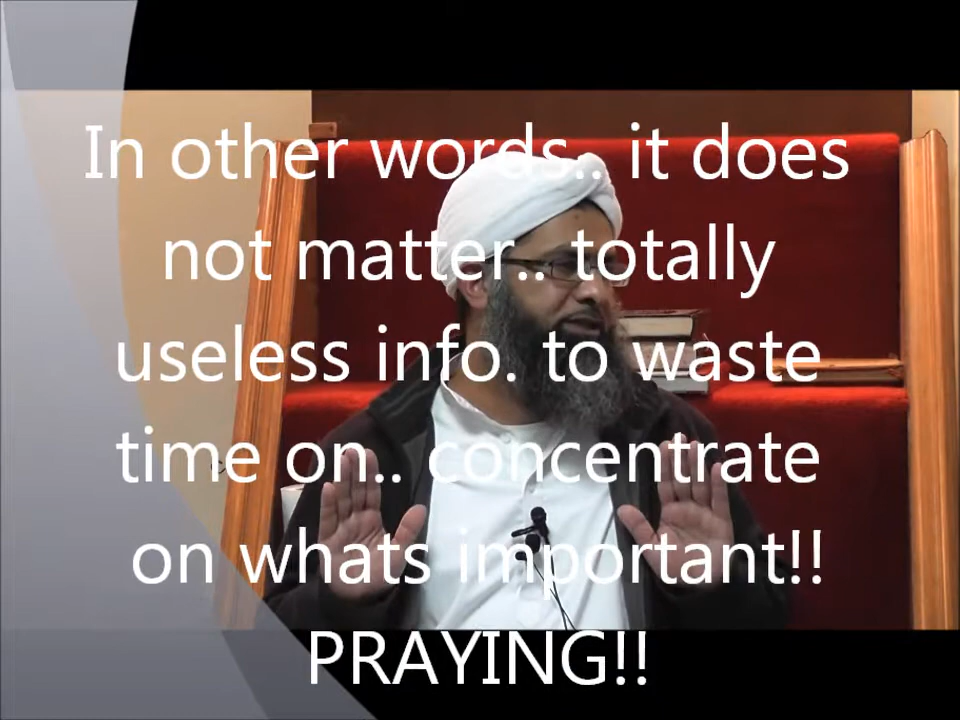 In other words.. it does
not matter.. totally
useless info. to waste
time on.. concentrate
on whats important!!
PRAYING!!